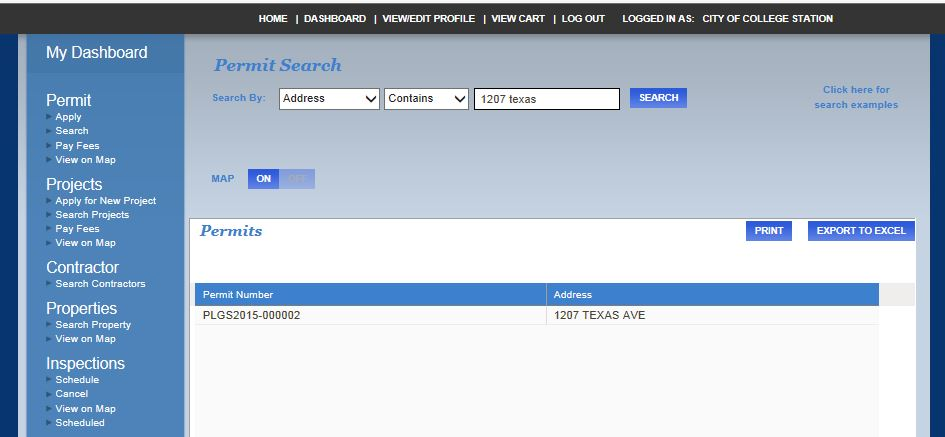 HOME | DASHBOARD | VIEW/EDIT PROFILE | VIEW CART | LOG OUT LOGGED IN AS: CITY OF COLLEGE STATION
My Dashboard
Permit
Apply
Search
Pay Fees
View on Map
Projects
Apply for New Project
Search Projects
Pay Fees
View on Map
Contractor
Search Contractors
Properties
Search Property
View on Map
Inspections
Schedule
Cancel
View on Map
Scheduled
Permit Search
Search By: Address Contains 1207 texas SEARCH
Click here for
search examples
MAP ON OFF
Permits PRINT EXPORT TO EXCEL
Permit Number Address
PLGS2015-000002 1207 TEXAS AVE